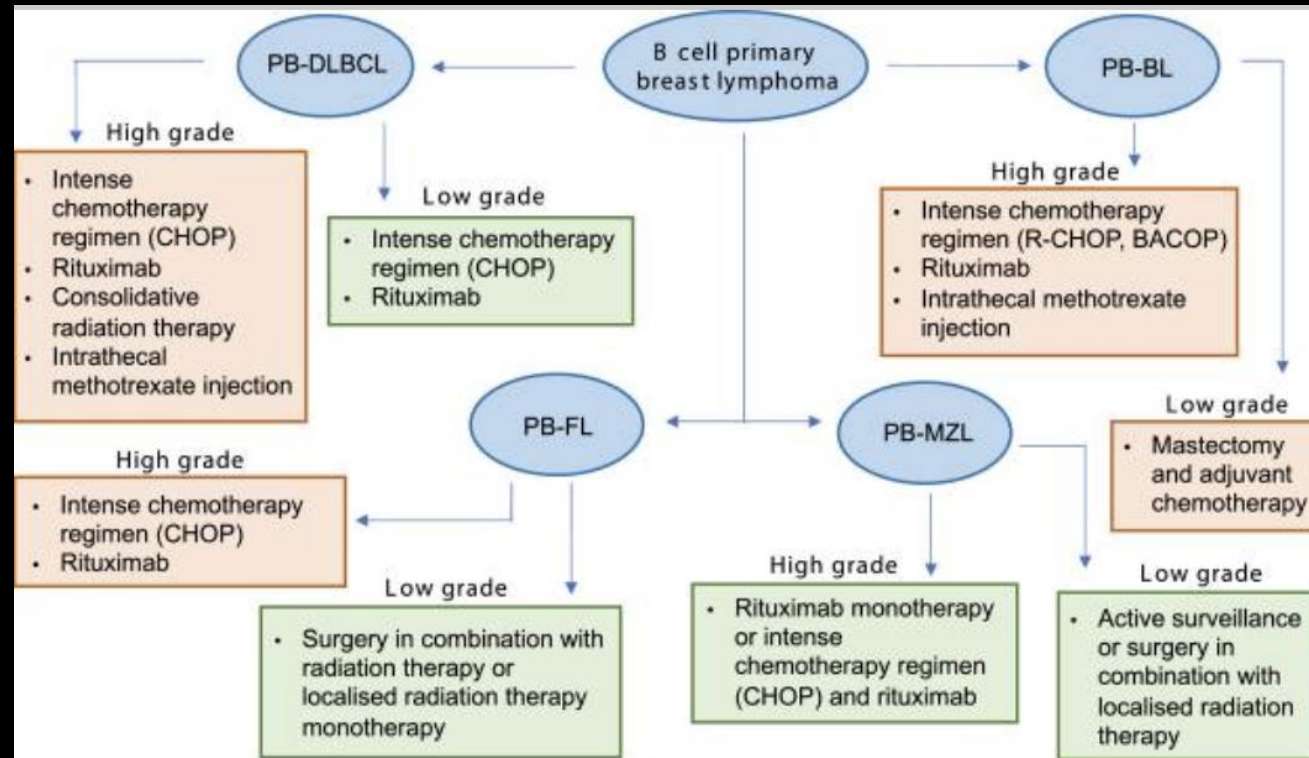 B cell primary
breast lymphoma
PB-DLBCL
PB-BL
High grade
• Intense
chemotherapy
regimen (CHOP)
• Rituximab
• Consolidative
radiation therapy
• Intrathecal
methotrexate injection
Low grade
• Intense chemotherapy
regimen (CHOP)
• Rituximab
High grade
• Intense chemotherapy
regimen (R-CHOP, BACOP)
• Rituximab
• Intrathecal methotrexate
injection
Low grade
• Mastectomy
and adjuvant
chemotherapy
PB-FL
PB-MZL
High grade
• Intense chemotherapy
regimen (CHOP)
• Rituximab
Low grade
• Surgery in combination with
radiation therapy or
localised radiation therapy
monotherapy
High grade
• Rituximab monotherapy
or intense
chemotherapy regimen
(CHOP) and rituximab
Low grade
• Active surveillance
or surgery in
combination with
localised radiation
therapy